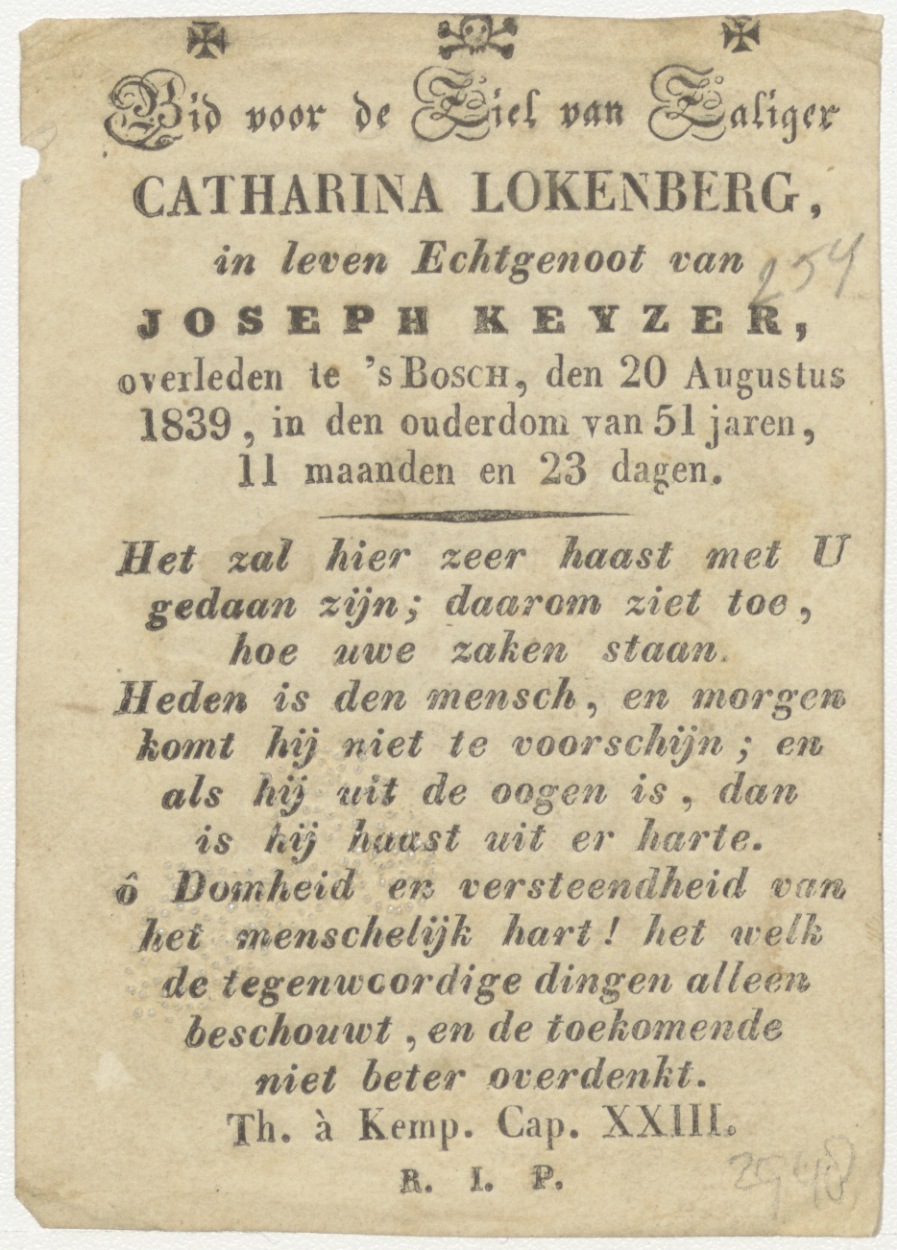 Bid voor de Ziel van Zaliger
CATHARINA LOKENBERG,
in leven Echtgenoot van
254
JOSEPH KEYZER,
overleden te 's BOSCH, den 20 Augustus
1839, in den ouderdom van 51 jaren,
11 maanden en 23 dagen.
Het zal hier zeer haast met U
gedaan zijn; daarom ziet toe,
hoe uwe zaken staan.
Heden is den mensch, en morgen
komt hij niet te voorschijn; en
als hij uit de oogen is, dan
is hij haast uit er harte.
ô Domheid en versteendheid van
het menschelijk hart! het welk
de tegenwoordige dingen alleen
beschouwt, en de toekomende
niet beter overdenkt.
Th. à Kemp. Cap. XXIII.
R. I. P.